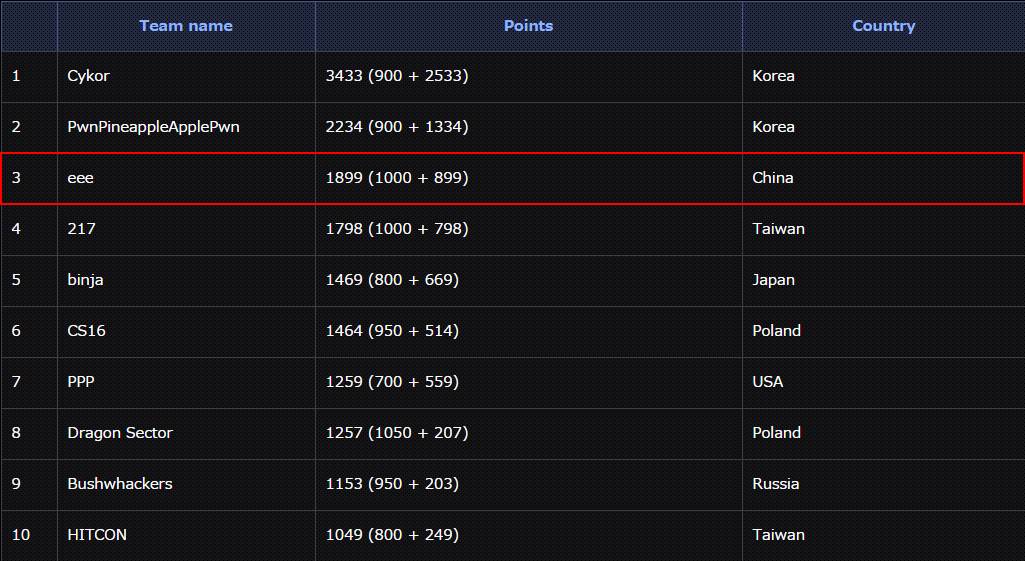 Team name Points Country
1 Cykor 3433 (900 + 2533) Korea
2 PwnPineappleApplePwn 2234 (900 + 1334) Korea
3 eee 1899 (1000 + 899) China
4 217 1798 (1000 + 798) Taiwan
5 binja 1469 (800 + 669) Japan
6 CS16 1464 (950 + 514) Poland
7 PPP 1259 (700 + 559) USA
8 Dragon Sector 1257 (1050 + 207) Poland
9 Bushwhackers 1153 (950 + 203) Russia
10 HITCON 1049 (800 + 249) Taiwan